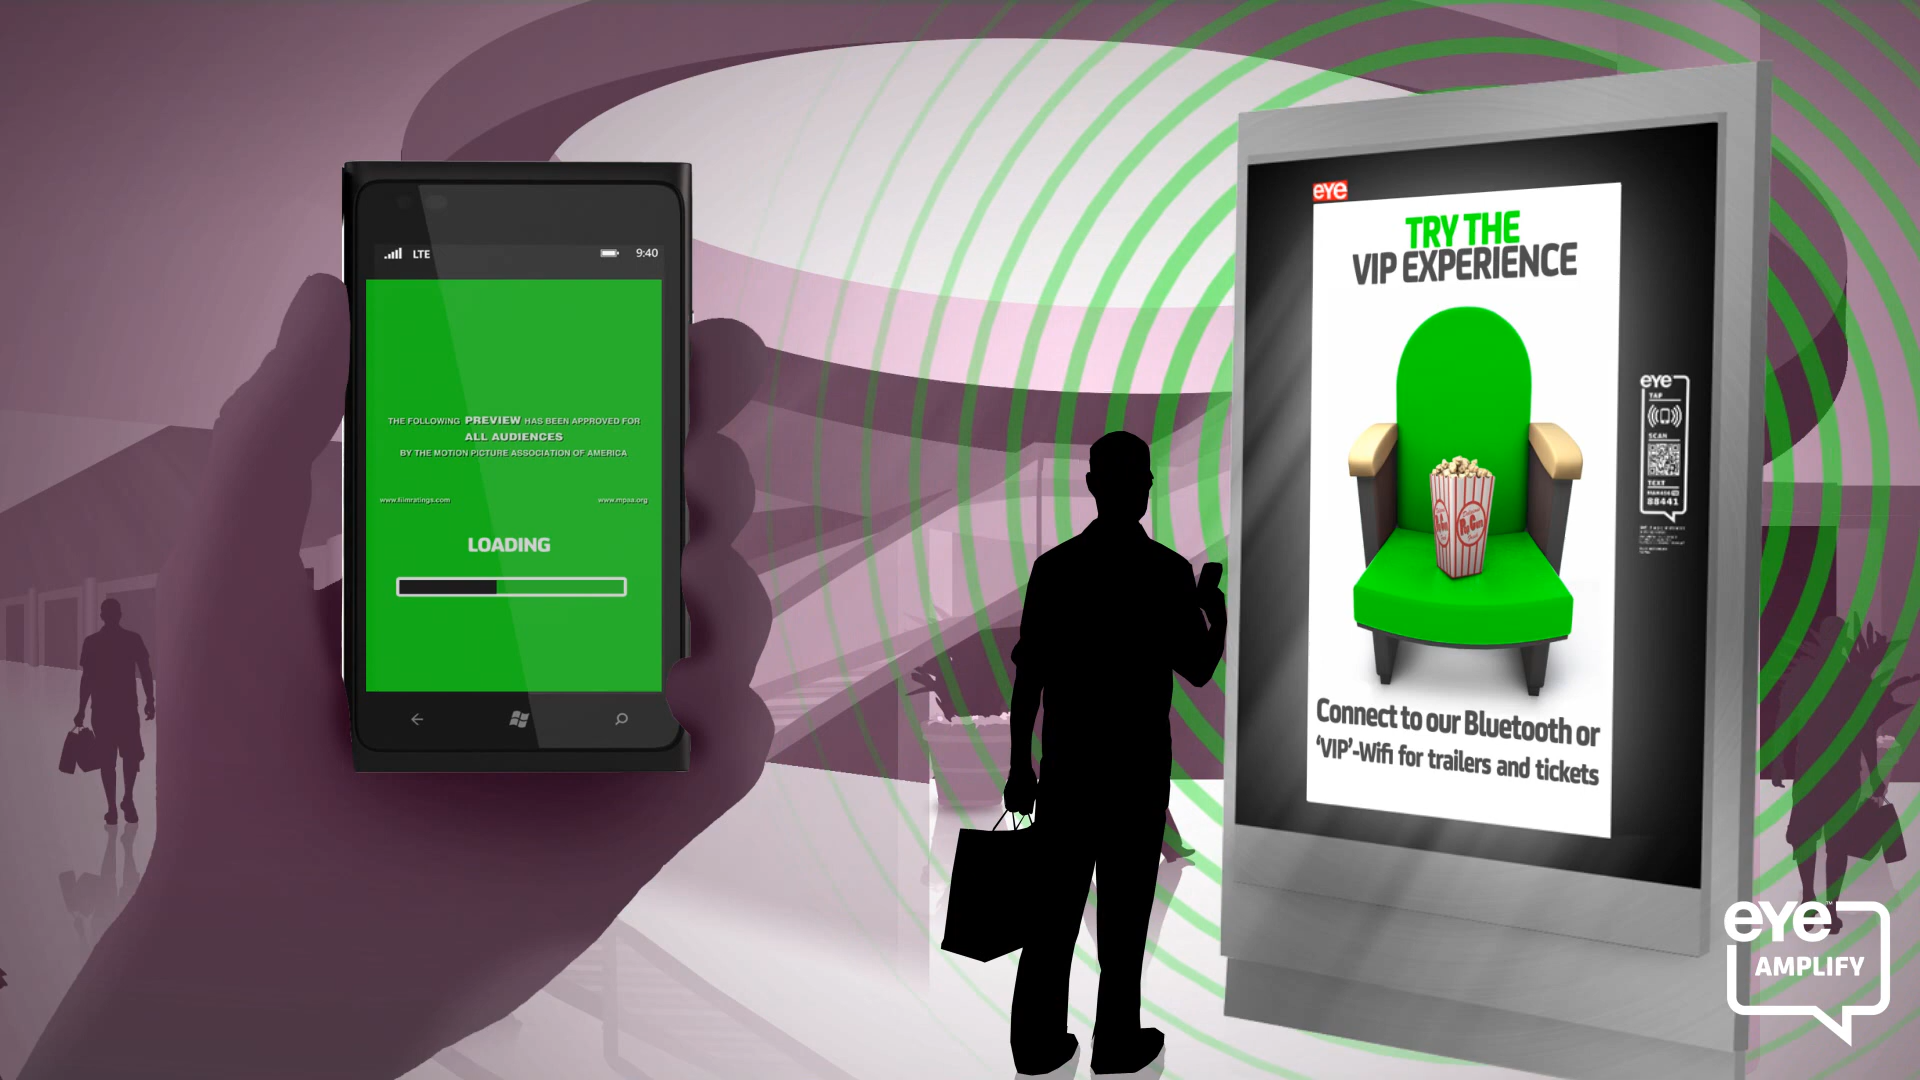 LTE
9:40
THE FOLLOWING PREVIEW HAS BEEN APPROVED FOR
ALL AUDIENCES
BY THE MOTION PICTURE ASSOCIATION OF AMERICA
www.filmratings.com
www.mpaa.org
LOADING
eye
TRY THE
VIP EXPERIENCE
Connect to our Bluetooth or
'VIP'-Wifi for trailers and tickets
eye
TAP
SCAN
TEXT
88441
eye
AMPLIFY